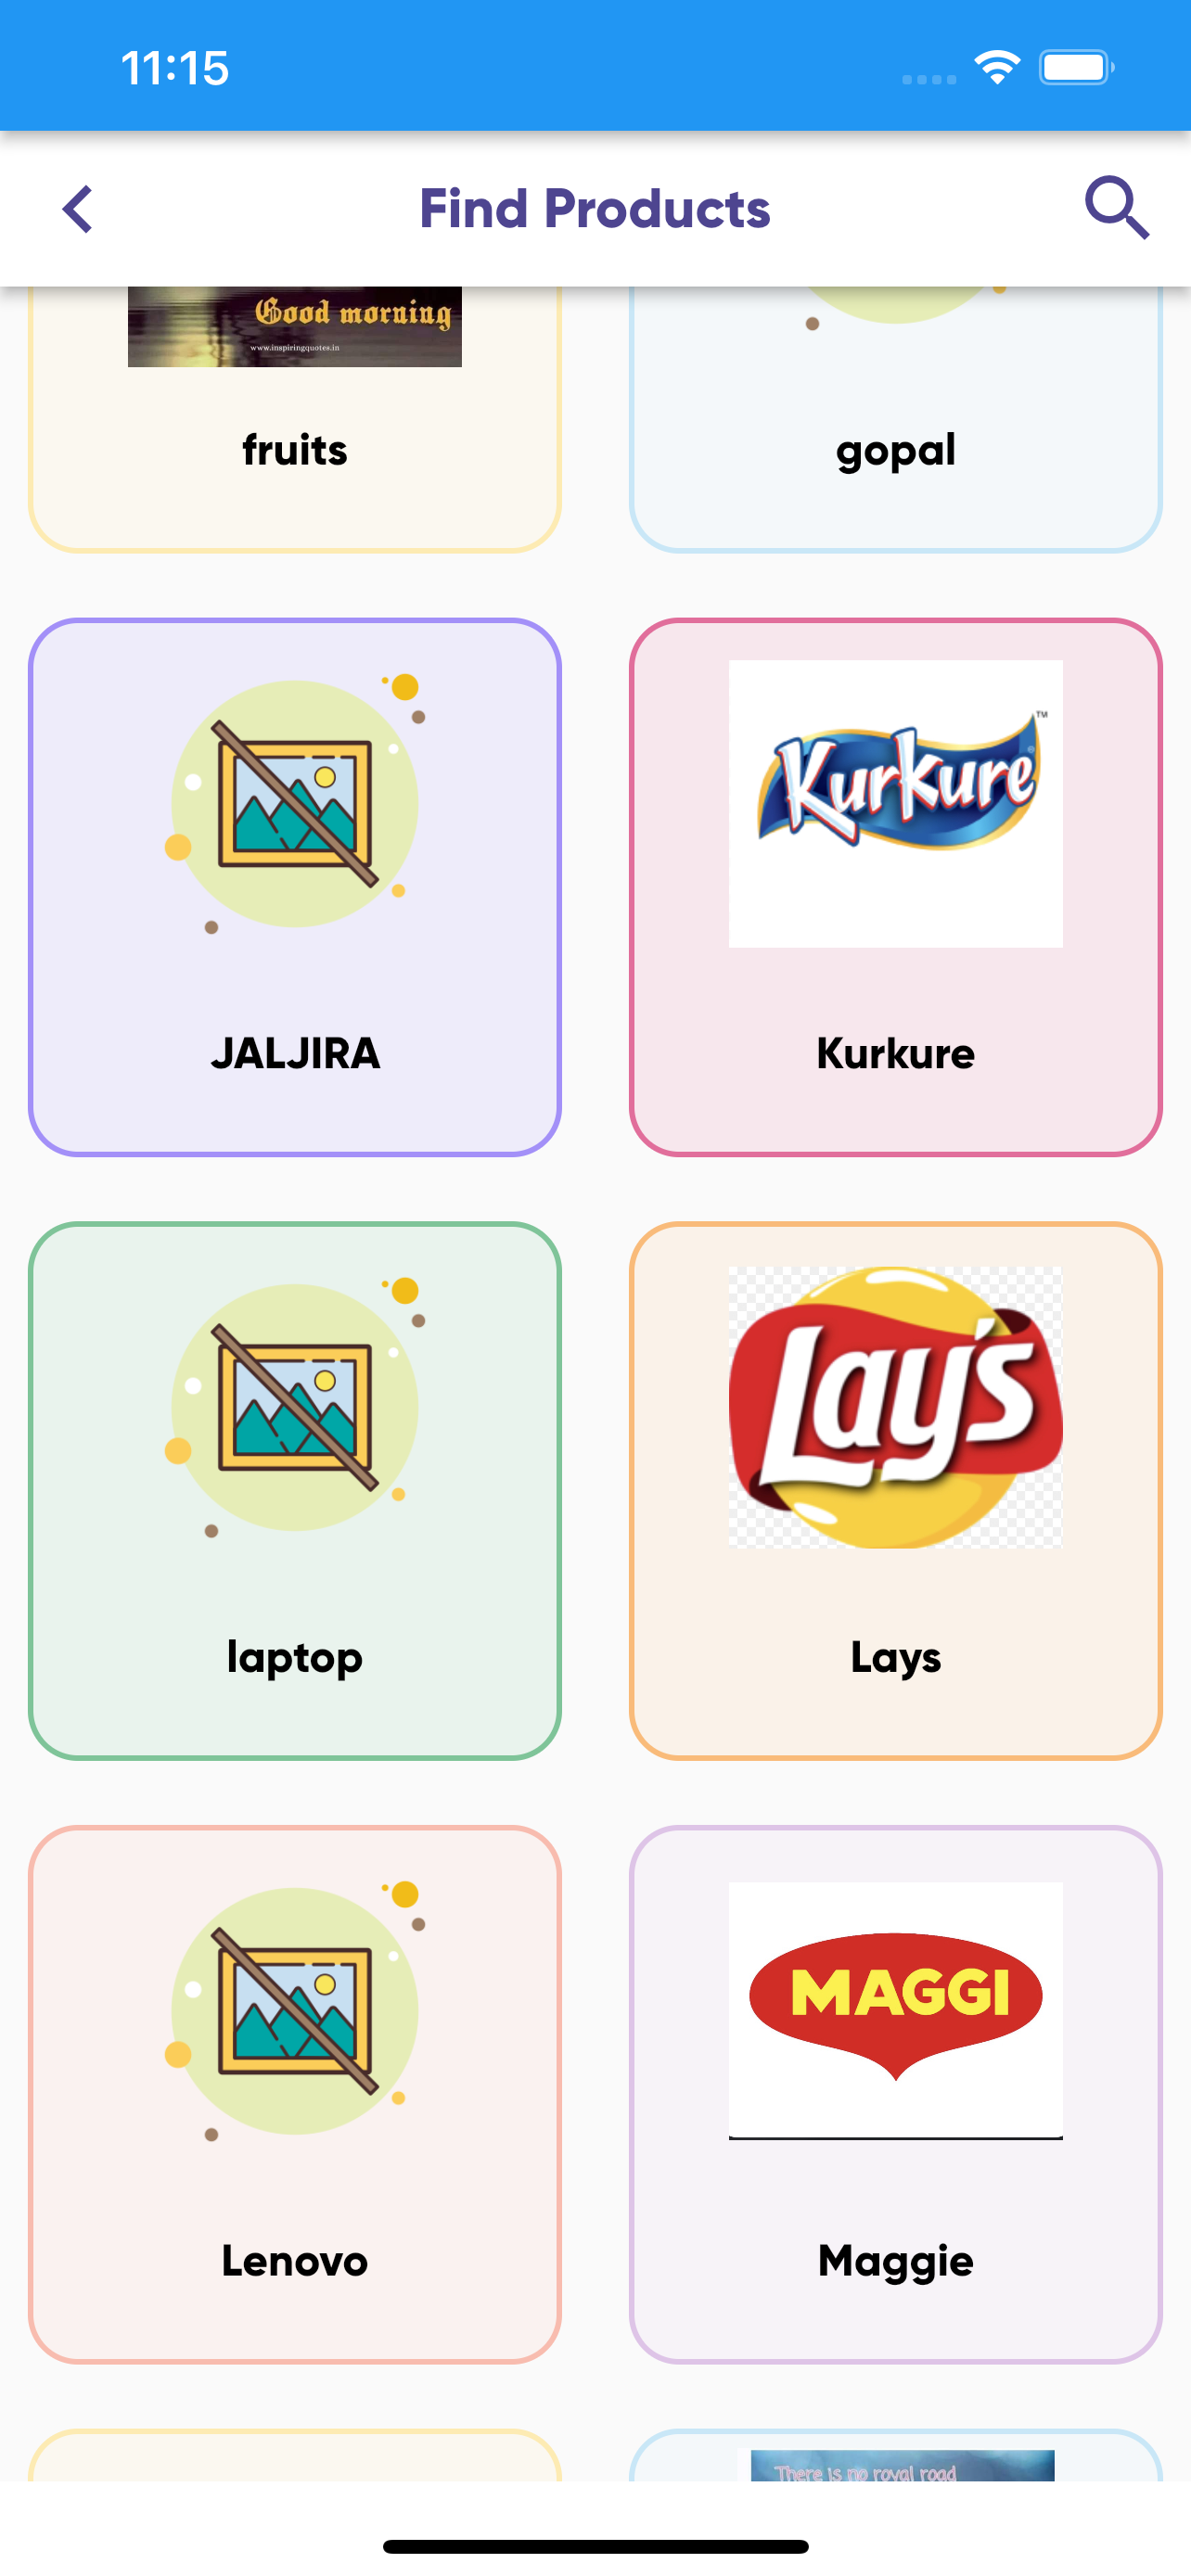 11:15
Find Products
Good morning
www.inspiringquotes.in
fruits
gopal
Kurkure
TM
®
JALJIRA
Kurkure
Lay's
laptop
Lays
MAGGI
Lenovo
Maggie
There is no royal road